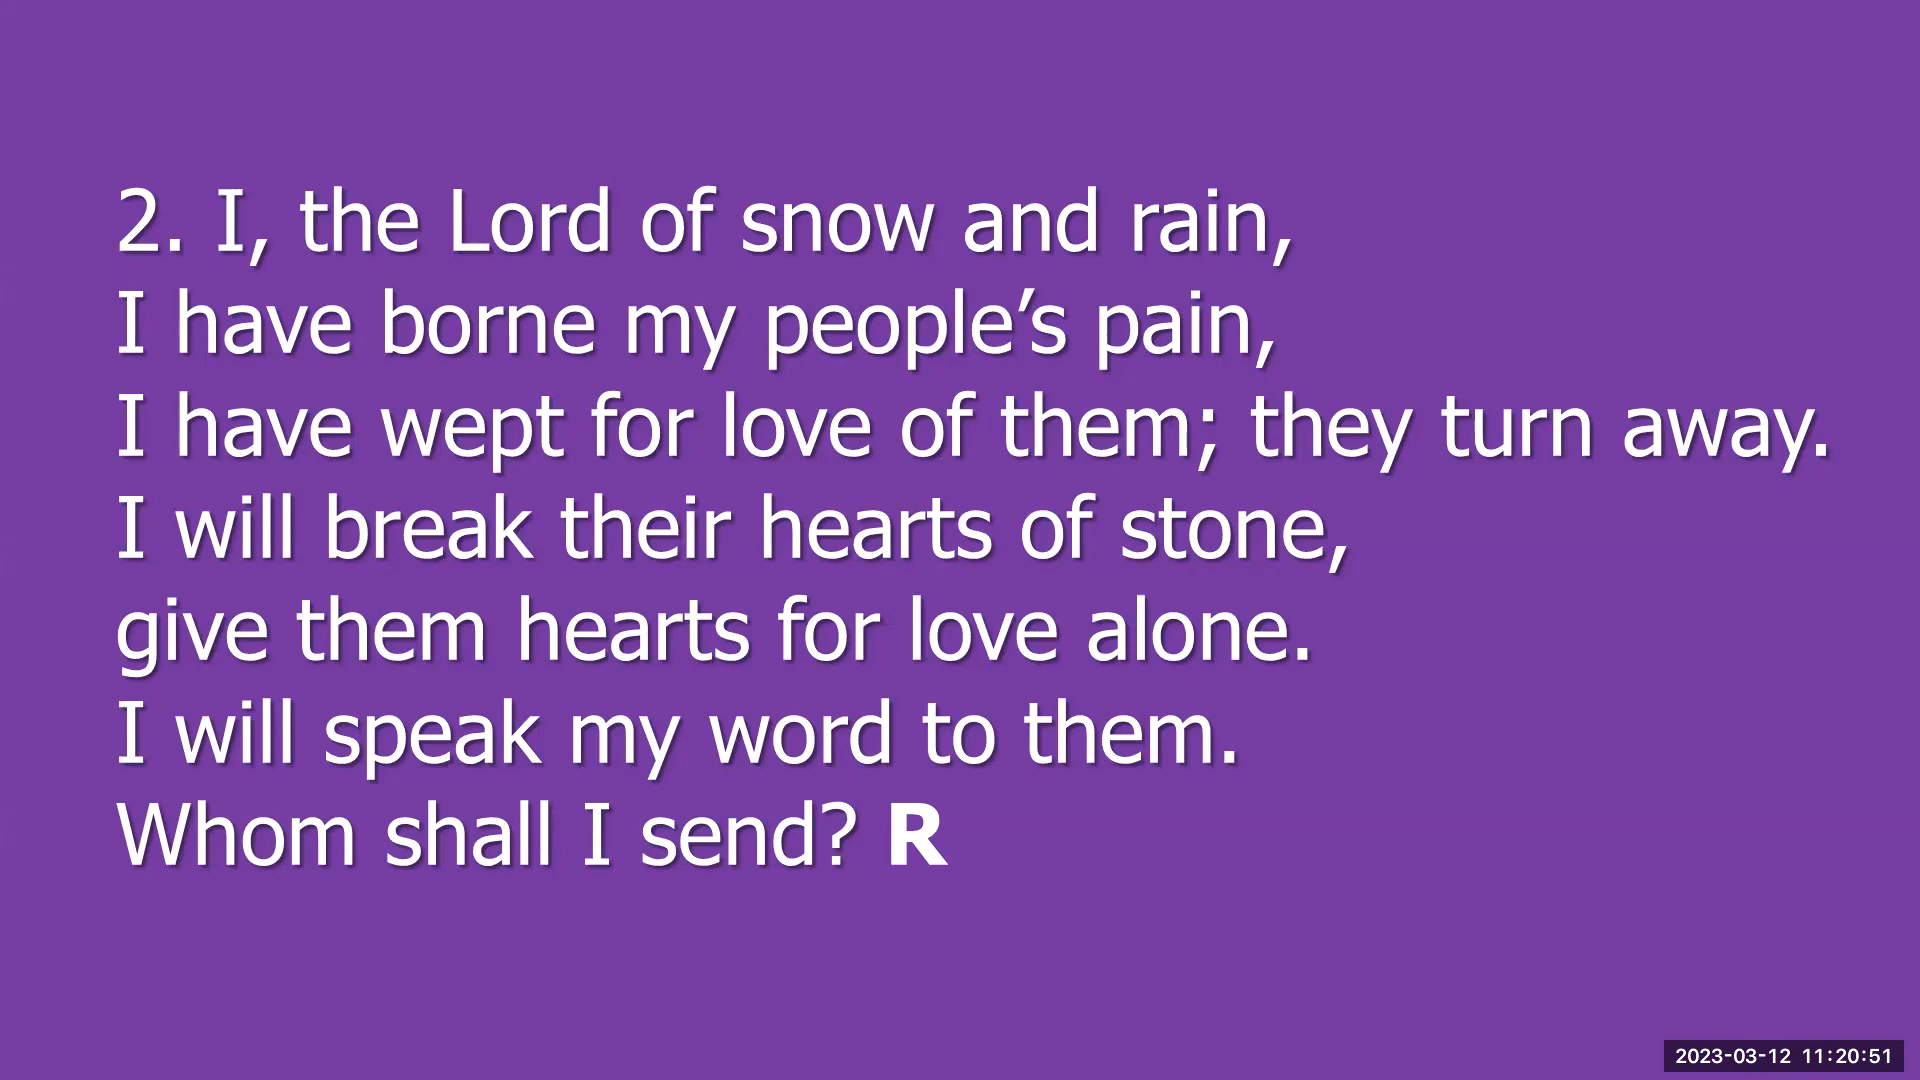 2. I, the Lord of snow and rain,
I have borne my people’s pain,
I have wept for love of them; they turn away.
I will break their hearts of stone,
give them hearts for love alone.
I will speak my word to them.
Whom shall I send? R
2023-03-12 11:20:51